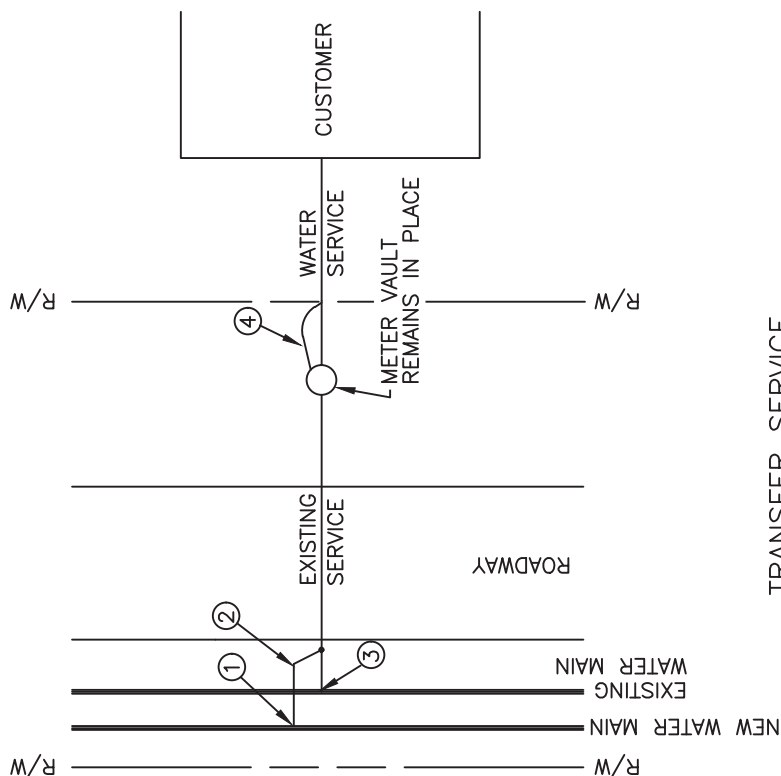 CUSTOMER
WATER
SERVICE
METER VAULT
REMAINS IN PLACE
R/W
R/W
4
EXISTING
SERVICE
ROADWAY
2
1
3
EXISTING
WATER MAIN
NEW WATER MAIN
R/W
R/W
TRANSFER SERVICE